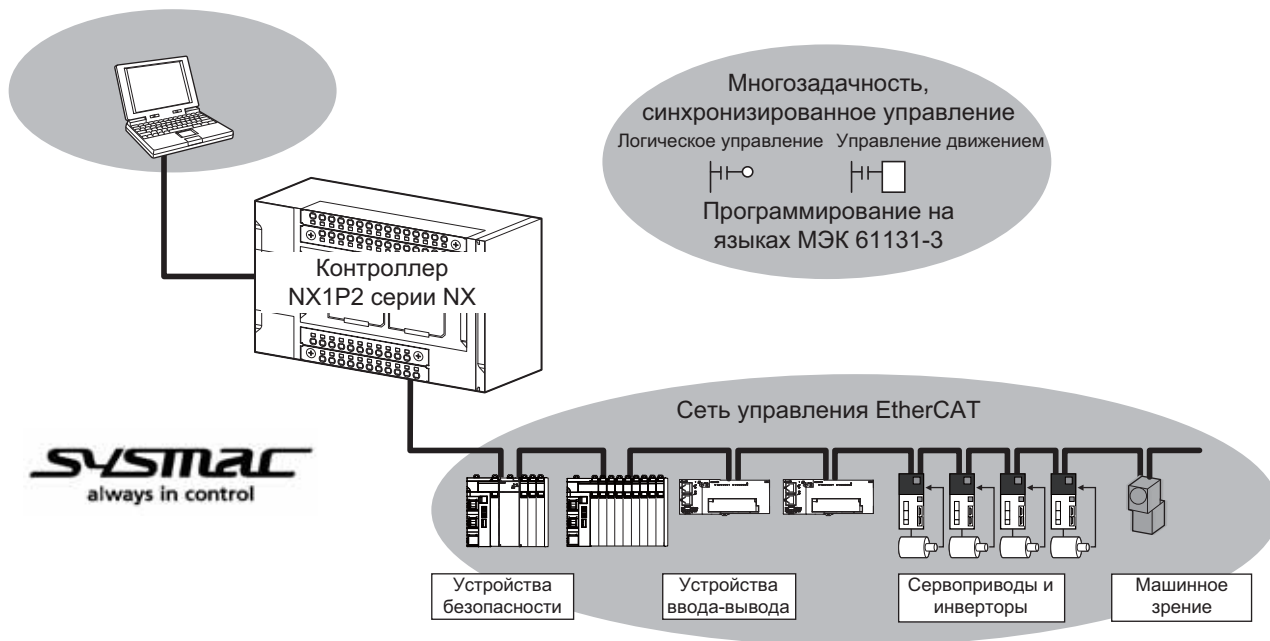 Многозадачность,
синхронизированное управление
Логическое управление
Управление движением
Программирование на
языках МЭК 61131-3
Контроллер
NX1P2 серии NX
Сеть управления EtherCAT
sysmac
always in control
Устройства
безопасности
Устройства
ввода-вывода
Сервоприводы и
инверторы
Машинное
зрение